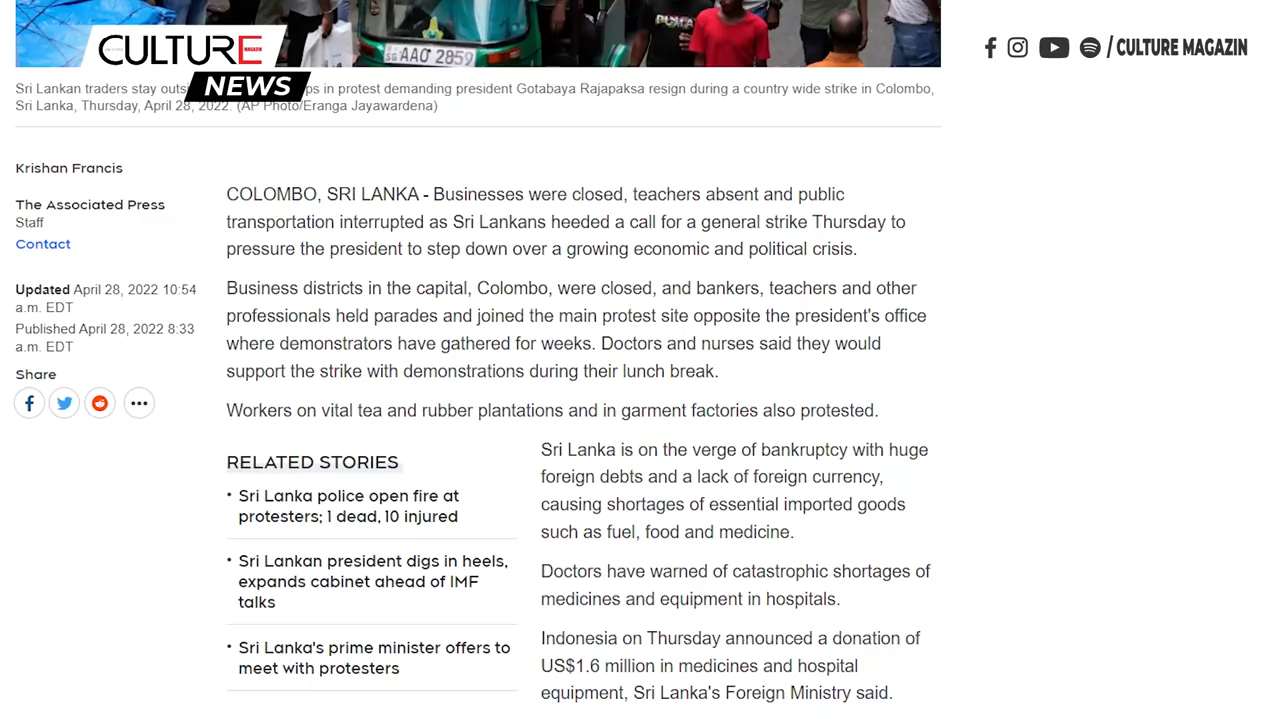 CULTURE
MAGAZIN
NEWS
/ CULTURE MAGAZIN
PUMA
AAO 2859
Sri Lankan traders stay ps in protest demanding president Gotabaya Rajapaksa resign during a country wide strike in Colombo,
Sri Lanka, Thursday, April 28, 2022. (AP Photo/Eranga Jayawardena)
Krishan Francis
The Associated Press
Staff
Contact
Updated April 28, 2022 10:54
a.m. EDT
Published April 28, 2022 8:33
a.m. EDT
Share
COLOMBO, SRI LANKA - Businesses were closed, teachers absent and public
transportation interrupted as Sri Lankans heeded a call for a general strike Thursday to
pressure the president to step down over a growing economic and political crisis.
Business districts in the capital, Colombo, were closed, and bankers, teachers and other
professionals held parades and joined the main protest site opposite the president's office
where demonstrators have gathered for weeks. Doctors and nurses said they would
support the strike with demonstrations during their lunch break.
Workers on vital tea and rubber plantations and in garment factories also protested.
RELATED STORIES
• Sri Lanka police open fire at
protesters; 1 dead, 10 injured
• Sri Lankan president digs in heels,
expands cabinet ahead of IMF
talks
• Sri Lanka's prime minister offers to
meet with protesters
Sri Lanka is on the verge of bankruptcy with huge
foreign debts and a lack of foreign currency,
causing shortages of essential imported goods
such as fuel, food and medicine.
Doctors have warned of catastrophic shortages of
medicines and equipment in hospitals.
Indonesia on Thursday announced a donation of
US$1.6 million in medicines and hospital
equipment, Sri Lanka's Foreign Ministry said.